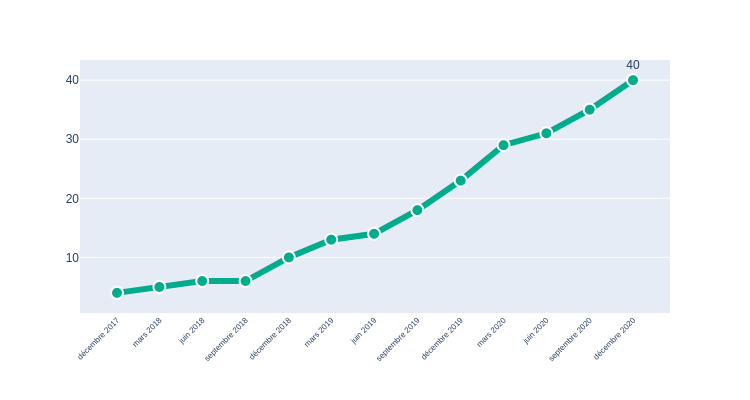 40
40
30
20
10
décembre 2017
mars 2018
juin 2018
septembre 2018
décembre 2018
mars 2019
juin 2019
septembre 2019
décembre 2019
mars 2020
juin 2020
septembre 2020
décembre 2020